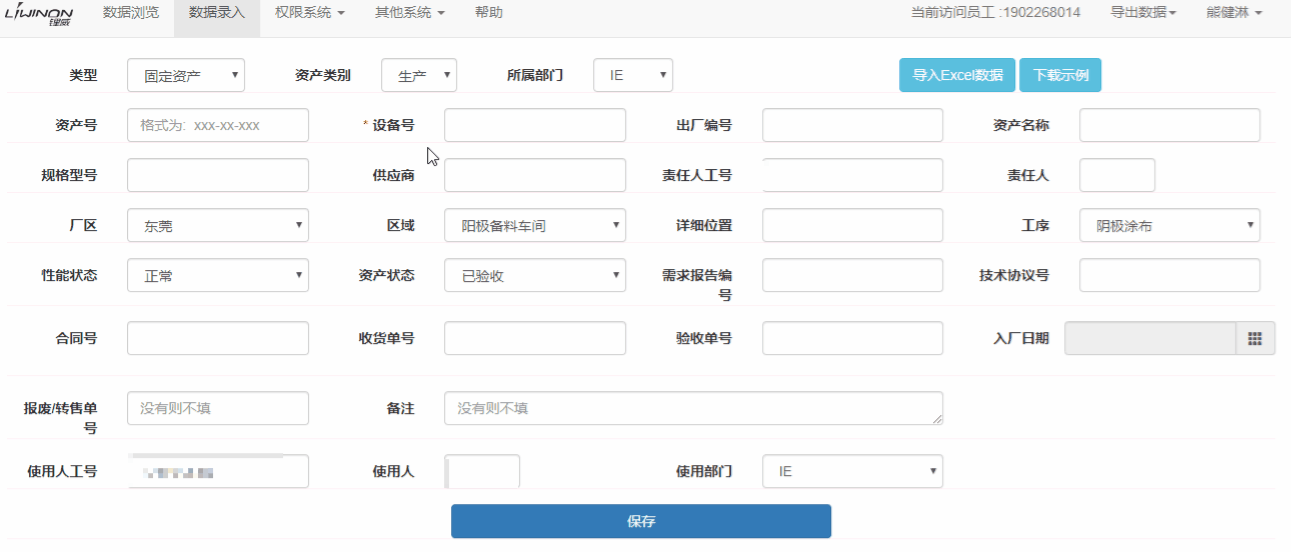 LIWINON 锂威 数据浏览 数据录入 权限系统 其他系统 帮助 当前访问员工 :1902268014 导出数据 熊健淋
类型 固定资产 资产类别 生产 所属部门 IE 导入Excel数据 下载示例
资产号 格式为: xxx-xx-xxx * 设备号 出厂编号 资产名称
规格型号 供应商 责任人工号 责任人
厂区 东莞 区域 阳极备料车间 详细位置 工序 阴极涂布
性能状态 正常 资产状态 已验收 需求报告编 技术协议号
号
合同号 收货单号 验收单号 入厂日期
报废/转售单 没有则不填 备注 没有则不填
号
使用人工号 使用人 使用部门 IE
保存